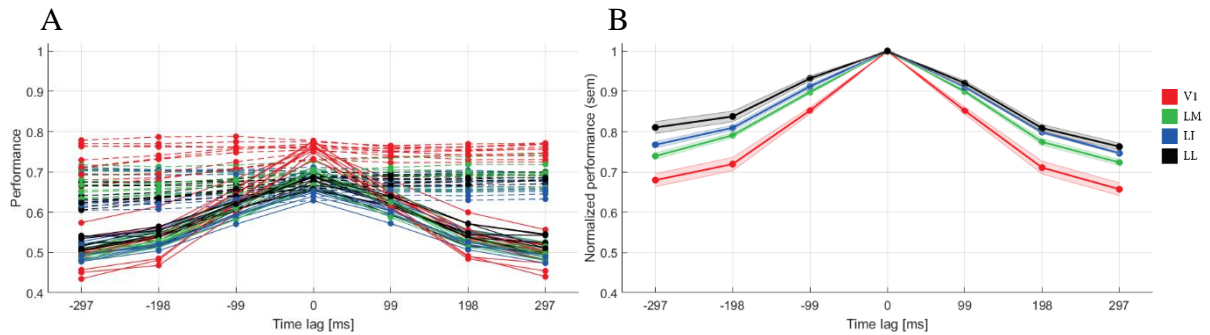 A
Performance
1
0.9
0.8
0.7
0.6
0.5
0.4
-297 -198 -99 0 99 198 297
Time lag [ms]
B
Normalized performance (sem)
1
0.9
0.8
0.7
0.6
0.5
0.4
-297 -198 -99 0 99 198 297
Time lag [ms]
V1
LM
LI
LL